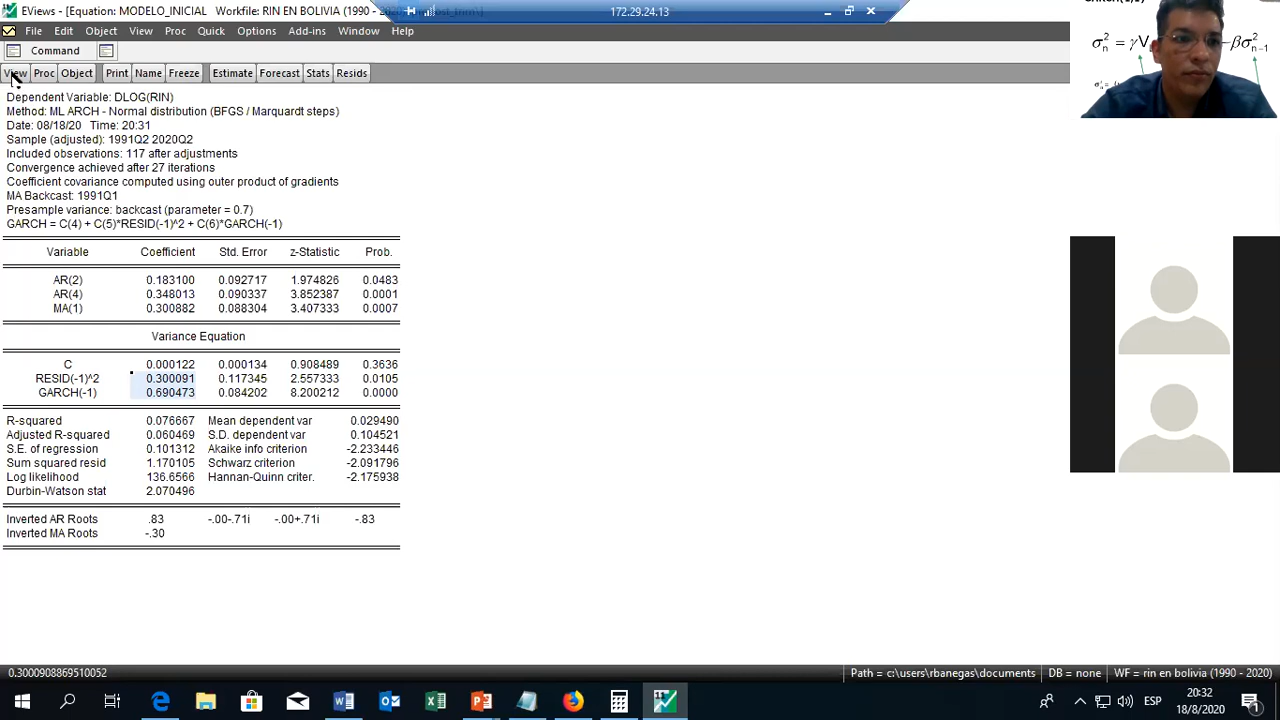 EViews - [Equation: MODELO_INICIAL Workfile: RIN EN BOLIVIA (1990 - 20
172.29.24.13
File Edit Object View Proc Quick Options Add-ins Window Help
Command
View Proc Object Print Name Freeze Estimate Forecast Stats Resids
Dependent Variable: DLOG(RIN)
Method: ML ARCH - Normal distribution (BFGS / Marquardt steps)
Date: 08/18/20 Time: 20:31
Sample (adjusted): 1991Q2 2020Q2
Included observations: 117 after adjustments
Convergence achieved after 27 iterations
Coefficient covariance computed using outer product of gradients
MA Backcast: 1991Q1
Presample variance: backcast (parameter = 0.7)
GARCH = C(4) + C(5)*RESID(-1)^2 + C(6)*GARCH(-1)
Variable Coefficient Std. Error z-Statistic Prob.
AR(2) 0.183100 0.092717 1.974826 0.0483
AR(4) 0.348013 0.090337 3.852387 0.0001
MA(1) 0.300882 0.088304 3.407333 0.0007
Variance Equation
C 0.000122 0.000134 0.908489 0.3636
RESID(-1)^2 0.300091 0.117345 2.557333 0.0105
GARCH(-1) 0.690473 0.084202 8.200212 0.0000
R-squared 0.076667 Mean dependent var 0.029490
Adjusted R-squared 0.060469 S.D. dependent var 0.104521
S.E. of regression 0.101312 Akaike info criterion -2.233446
Sum squared resid 1.170105 Schwarz criterion -2.091796
Log likelihood 136.6566 Hannan-Quinn criter. -2.175938
Durbin-Watson stat 2.070496
Inverted AR Roots .83 -.00-.71i -.00+.71i -.83
Inverted MA Roots -.30
σ²n = γV
βσ²n-1
0.3000908869510052
Path = c:\users\rbanegas\documents DB = none WF = rin en bolivia (1990 - 2020)
ESP
20:32
18/8/2020
1